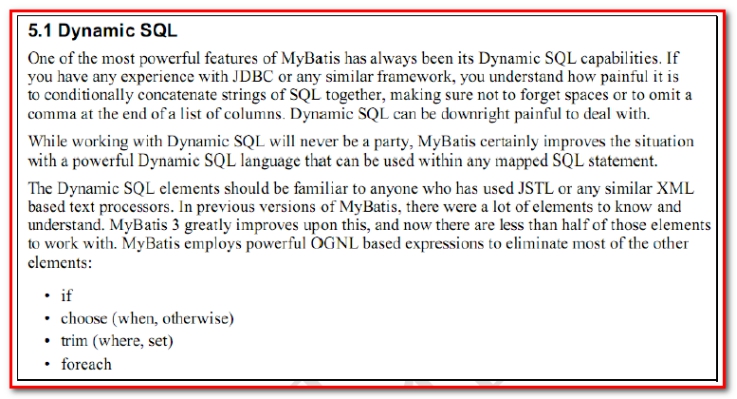 5.1 Dynamic SQL
One of the most powerful features of MyBatis has always been its Dynamic SQL capabilities. If
you have any experience with JDBC or any similar framework, you understand how painful it is
to conditionally concatenate strings of SQL together, making sure not to forget spaces or to omit a
comma at the end of a list of columns. Dynamic SQL can be downright painful to deal with.
While working with Dynamic SQL will never be a party, MyBatis certainly improves the situation
with a powerful Dynamic SQL language that can be used within any mapped SQL statement.
The Dynamic SQL elements should be familiar to anyone who has used JSTL or any similar XML
based text processors. In previous versions of MyBatis, there were a lot of elements to know and
understand. MyBatis 3 greatly improves upon this, and now there are less than half of those elements
to work with. MyBatis employs powerful OGNL based expressions to eliminate most of the other
elements:
• if
• choose (when, otherwise)
• trim (where, set)
• foreach